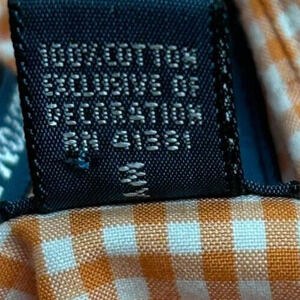 100% COTTON
EXCLUSIVE OF
DECORATION
RN 41381
M